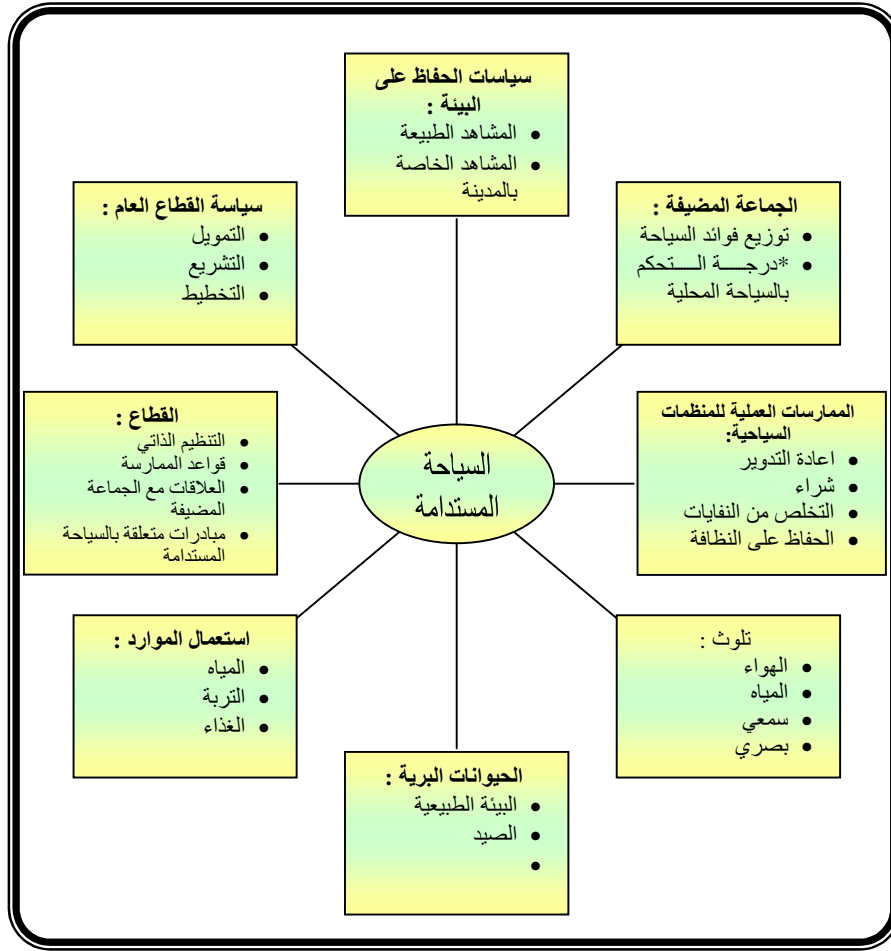 سياسات الحفاظ على
البيئة :
• المشاهد الطبيعة
• المشاهد الخاصة
بالمدينة
الجماعة المضيفة :
• توزيع فوائد السياحة
• *درجـــــة الـــتحكم
بالسياحة المحلية
سياسة القطاع العام :
• التمويل
• التشريع
• التخطيط
الممارسات العملية للمنظمات
السياحية:
• اعادة التدوير
• شراء
• التخلص من النفايات
• الحفاظ على النظافة
السياحة
المستدامة
القطاع :
• التنظيم الذاتي
• قواعد الممارسة
• العلاقات مع الجماعة
المضيفة
• مبادرات متعلقة بالسياحة
المستدامة
تلوث :
• الهواء
• المياه
• سمعي
• بصري
استعمال الموارد :
• المياه
• التربة
• الغذاء
الحيوانات البرية :
• البيئة الطبيعية
• الصيد
•